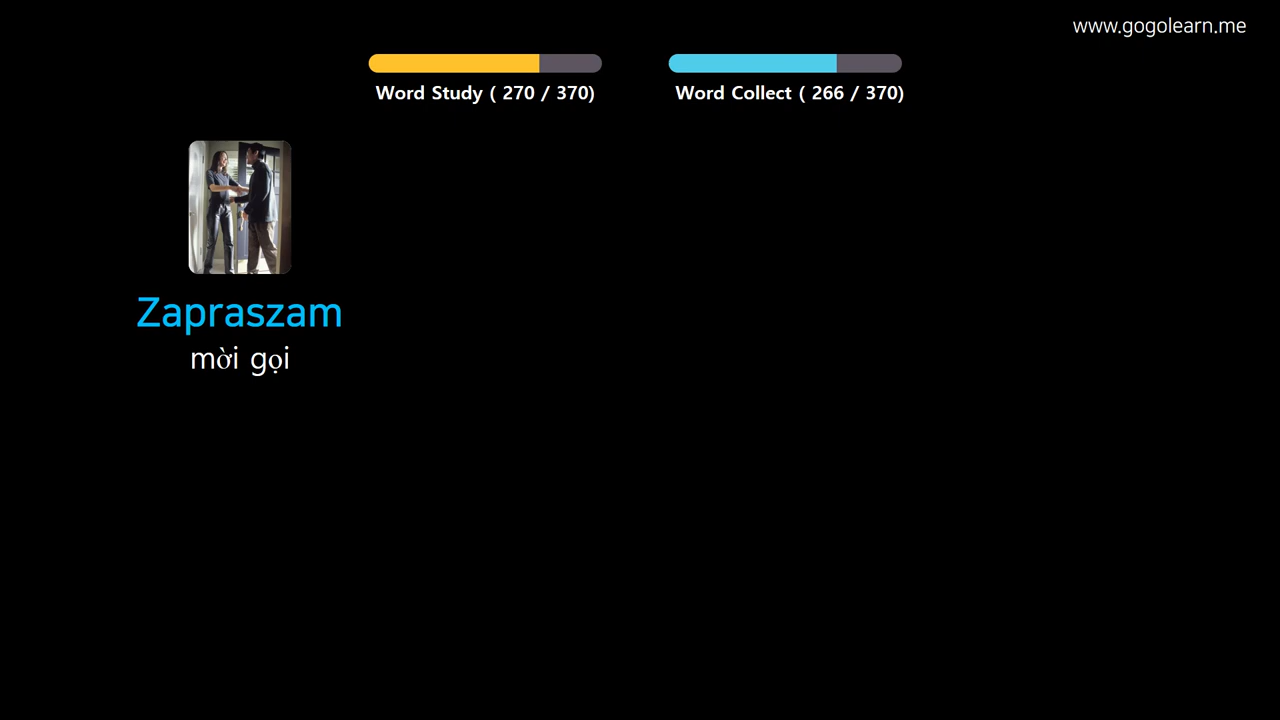 www.gogolearn.me
Word Study ( 270 / 370)
Word Collect ( 266 / 370)
Zapraszam
mời gọi